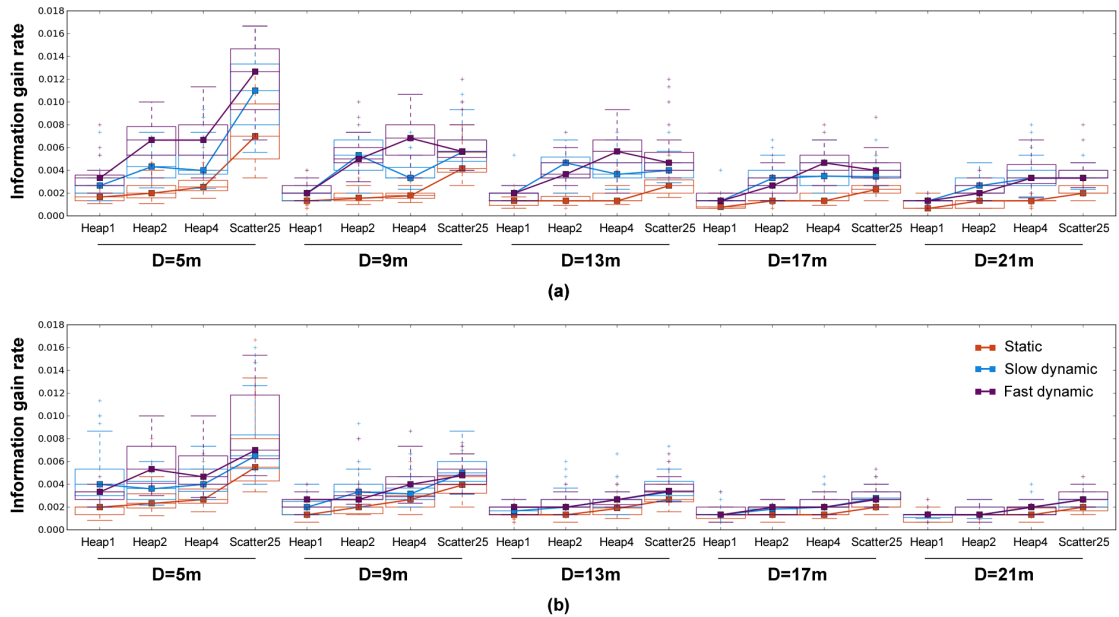 0.018
0.016
0.014
0.012
0.010
0.008
0.006
0.004
0.002
0.000
Information gain rate
Heap1 Heap2 Heap4 Scatter25 Heap1 Heap2 Heap4 Scatter25 Heap1 Heap2 Heap4 Scatter25 Heap1 Heap2 Heap4 Scatter25 Heap1 Heap2 Heap4 Scatter25
D=5m D=9m D=13m D=17m D=21m
(a)
0.018
0.016
0.014
0.012
0.010
0.008
0.006
0.004
0.002
0.000
Information gain rate
Static
Slow dynamic
Fast dynamic
Heap1 Heap2 Heap4 Scatter25 Heap1 Heap2 Heap4 Scatter25 Heap1 Heap2 Heap4 Scatter25 Heap1 Heap2 Heap4 Scatter25 Heap1 Heap2 Heap4 Scatter25
D=5m D=9m D=13m D=17m D=21m
(b)